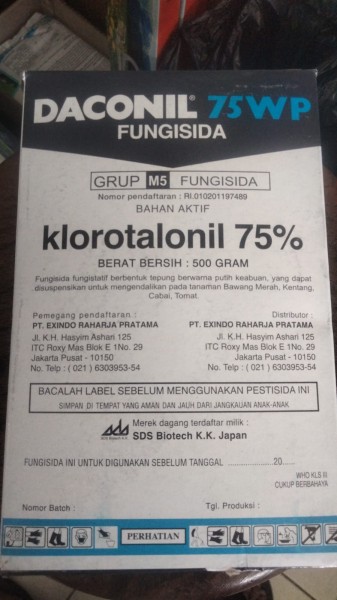 DACONIL® 75WP
FUNGISIDA
GRUP M5 FUNGISIDA
Nomor pendaftaran : RI.010201197489
BAHAN AKTIF
klorotalonil 75%
BERAT BERSIH : 500 GRAM
Fungisida fungistatif berbentuk tepung berwarna putih keabuan, yang dapat
disuspensikan untuk mengendalikan pada tanaman Bawang Merah, Kentang,
Cabai, Tomat.
Pemegang pendaftaran :
PT. EXINDO RAHARJA PRATAMA
Jl. K.H. Hasyim Ashari 125
ITC Roxy Mas Blok E 1No. 29
Jakarta Pusat - 10150
No. Telp : ( 021 ) 6303953-54
Distributor :
PT. EXINDO RAHARJA PRATAMA
Jl. K.H. Hasyim Ashari 125
ITC Roxy Mas Blok E 1No. 29
Jakarta Pusat - 10150
No. Telp : ( 021 ) 6303953-54
BACALAH LABEL SEBELUM MENGGUNAKAN PESTISIDA INI
SIMPAN DI TEMPAT YANG AMAN DAN JAUH DARI JANGKAUAN ANAK-ANAK
Merek dagang terdaftar milik :
SDS Biotech K.K. Japan
FUNGISIDA INI UNTUK DIGUNAKAN SEBELUM TANGGAL ........................20......
WHO KLS III
CUKUP BERBAHAYA
Nomor Batch :
Tgl. Produksi :
PERHATIAN